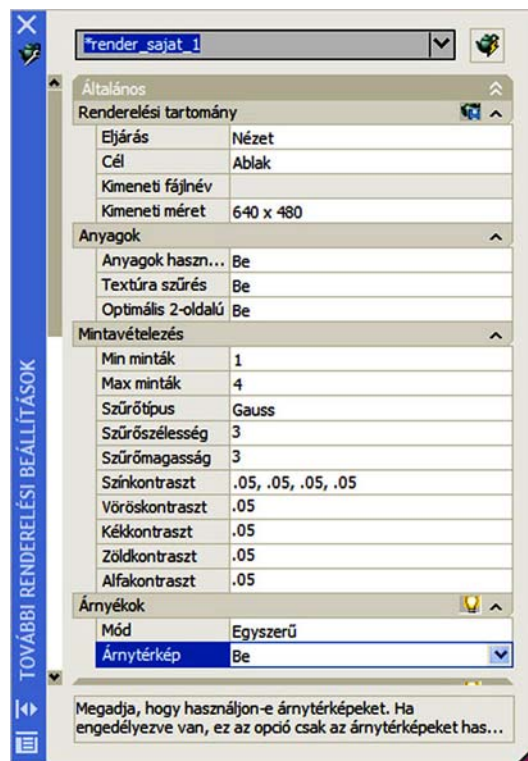 *render_sajat_1
Általános
Renderelési tartomány
Eljárás Nézet
Cél Ablak
Kimeneti fájlnév
Kimeneti méret 640 x 480
Anyagok
Anyagok haszn... Be
Textúra szűrés Be
Optimális 2-oldalú Be
Mintavételezés
Min minták 1
Max minták 4
Szűrőtípus Gauss
Szűrőszélesség 3
Szűrőmagasság 3
Színkontraszt .05, .05, .05, .05
Vöröskontraszt .05
Kékkontraszt .05
Zöldkontraszt .05
Alfakontraszt .05
Árnyékok
Mód Egyszerű
Árnytérkép Be
Megadja, hogy használjon-e árnytérképeket. Ha
engedélyezve van, ez az opció csak az árnytérképeket has...
TOVÁBBI RENDERELÉSI BEÁLLÍTÁSOK